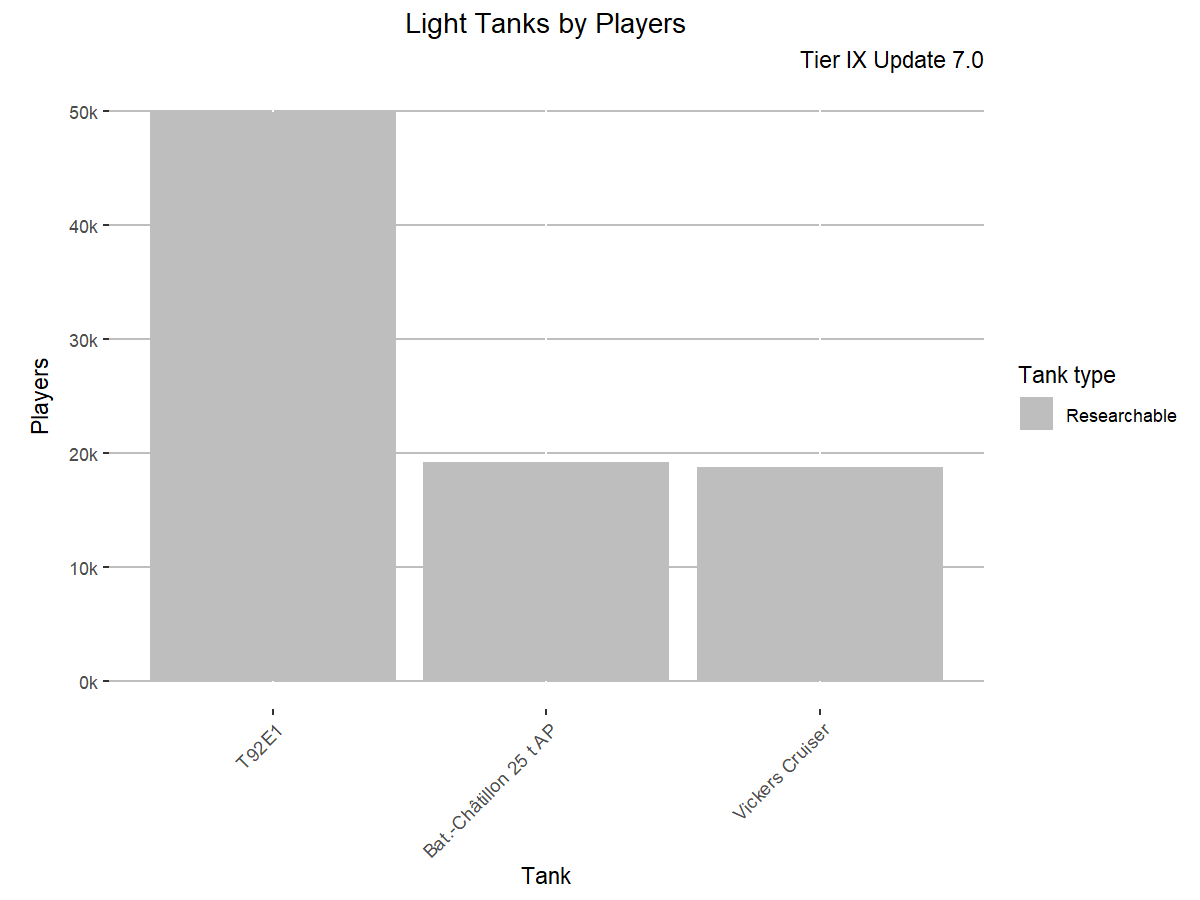 Light Tanks by Players
Tier IX Update 7.0
Players
50k
40k
30k
20k
10k
0k
T92E1
Bat.-Châtillon 25 t AP
Vickers Cruiser
Tank
Tank type
Researchable